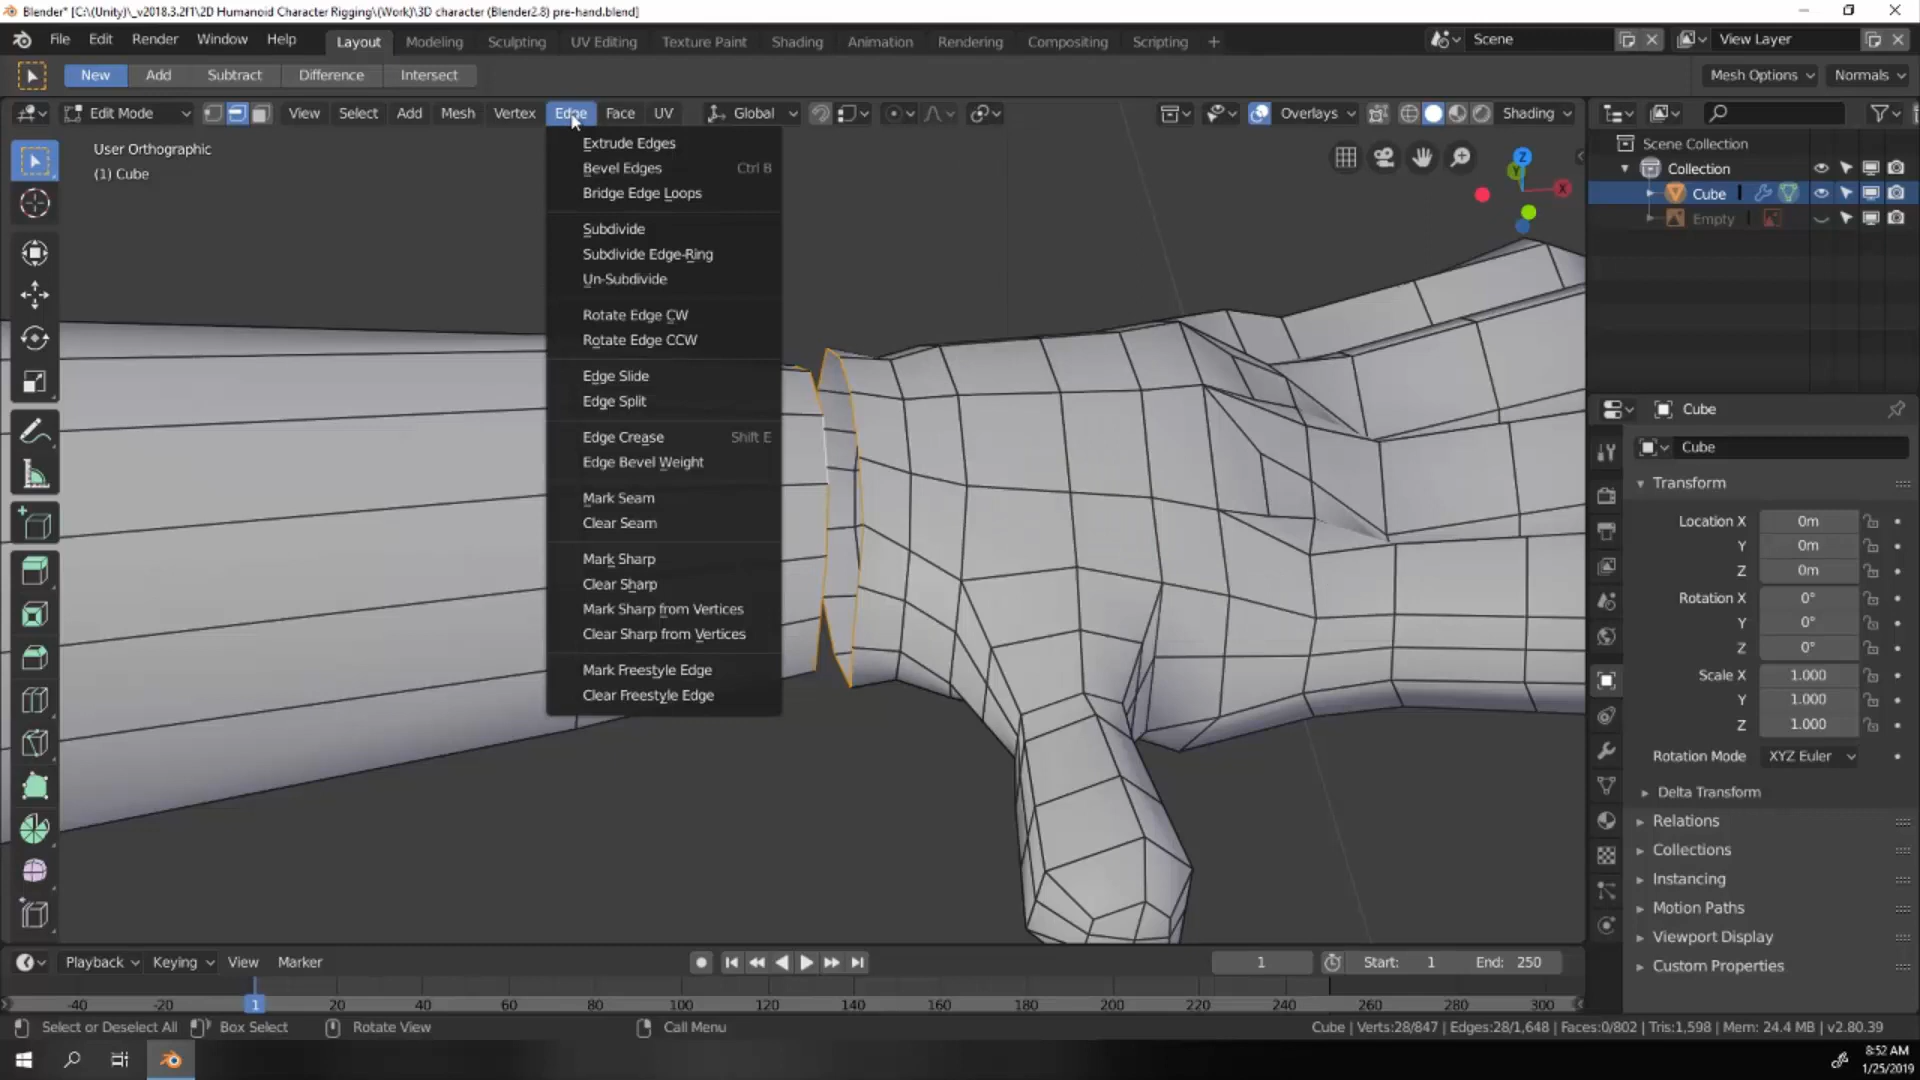 Blender* [C:\(Unity)\_v2018.3.2f1\2D Humanoid Character Rigging\(Work)\3D character (Blender2.8) pre-hand.blend]
File Edit Render Window Help Layout Modeling Sculpting UV Editing Texture Paint Shading Animation Rendering Compositing Scripting + Scene View Layer
New Add Subtract Difference Intersect Mesh Options Normals
Edit Mode View Select Add Mesh Vertex Edge Face UV Global Overlays Shading
User Orthographic
(1) Cube
Extrude Edges
Bevel Edges Ctrl B
Bridge Edge Loops
Subdivide
Subdivide Edge-Ring
Un-Subdivide
Rotate Edge CW
Rotate Edge CCW
Edge Slide
Edge Split
Edge Crease Shift E
Edge Bevel Weight
Mark Seam
Clear Seam
Mark Sharp
Clear Sharp
Mark Sharp from Vertices
Clear Sharp from Vertices
Mark Freestyle Edge
Clear Freestyle Edge
Z
Y
X
Scene Collection
Collection
Cube
Empty
Cube
Cube
Transform
Location X 0m
Y 0m
Z 0m
Rotation X 0°
Y 0°
Z 0°
Scale X 1.000
Y 1.000
Z 1.000
Rotation Mode XYZ Euler
Delta Transform
Relations
Collections
Instancing
Motion Paths
Viewport Display
Custom Properties
Playback Keying View Marker 1 Start: 1 End: 250
-40 -20 1 20 40 60 80 100 120 140 160 180 200 220 240 260 280 300
Select or Deselect All Box Select Rotate View Call Menu Cube | Verts:28/847 | Edges:28/1,648 | Faces:0/802 | Tris:1,598 | Mem: 24.4 MB | v2.80.39
8:52 AM
1/25/2019